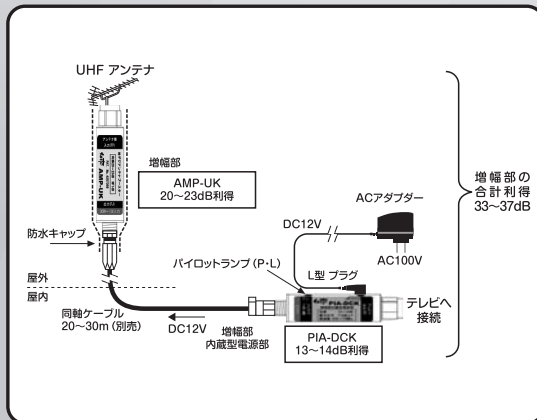 UHF アンテナ
AMP-UK
増幅部
AMP-UK
20～23dB利得
増幅部の
合計利得
33～37dB
ACアダプター
DC12V
AC100V
防水キャップ
パイロットランプ(P・L)
L型 プラグ
屋外
屋内
PIA-DCK
テレビへ
接続
同軸ケーブル
20～30m(別売)
DC12V
増幅部
内蔵型電源部
PIA-DCK
13～14dB利得